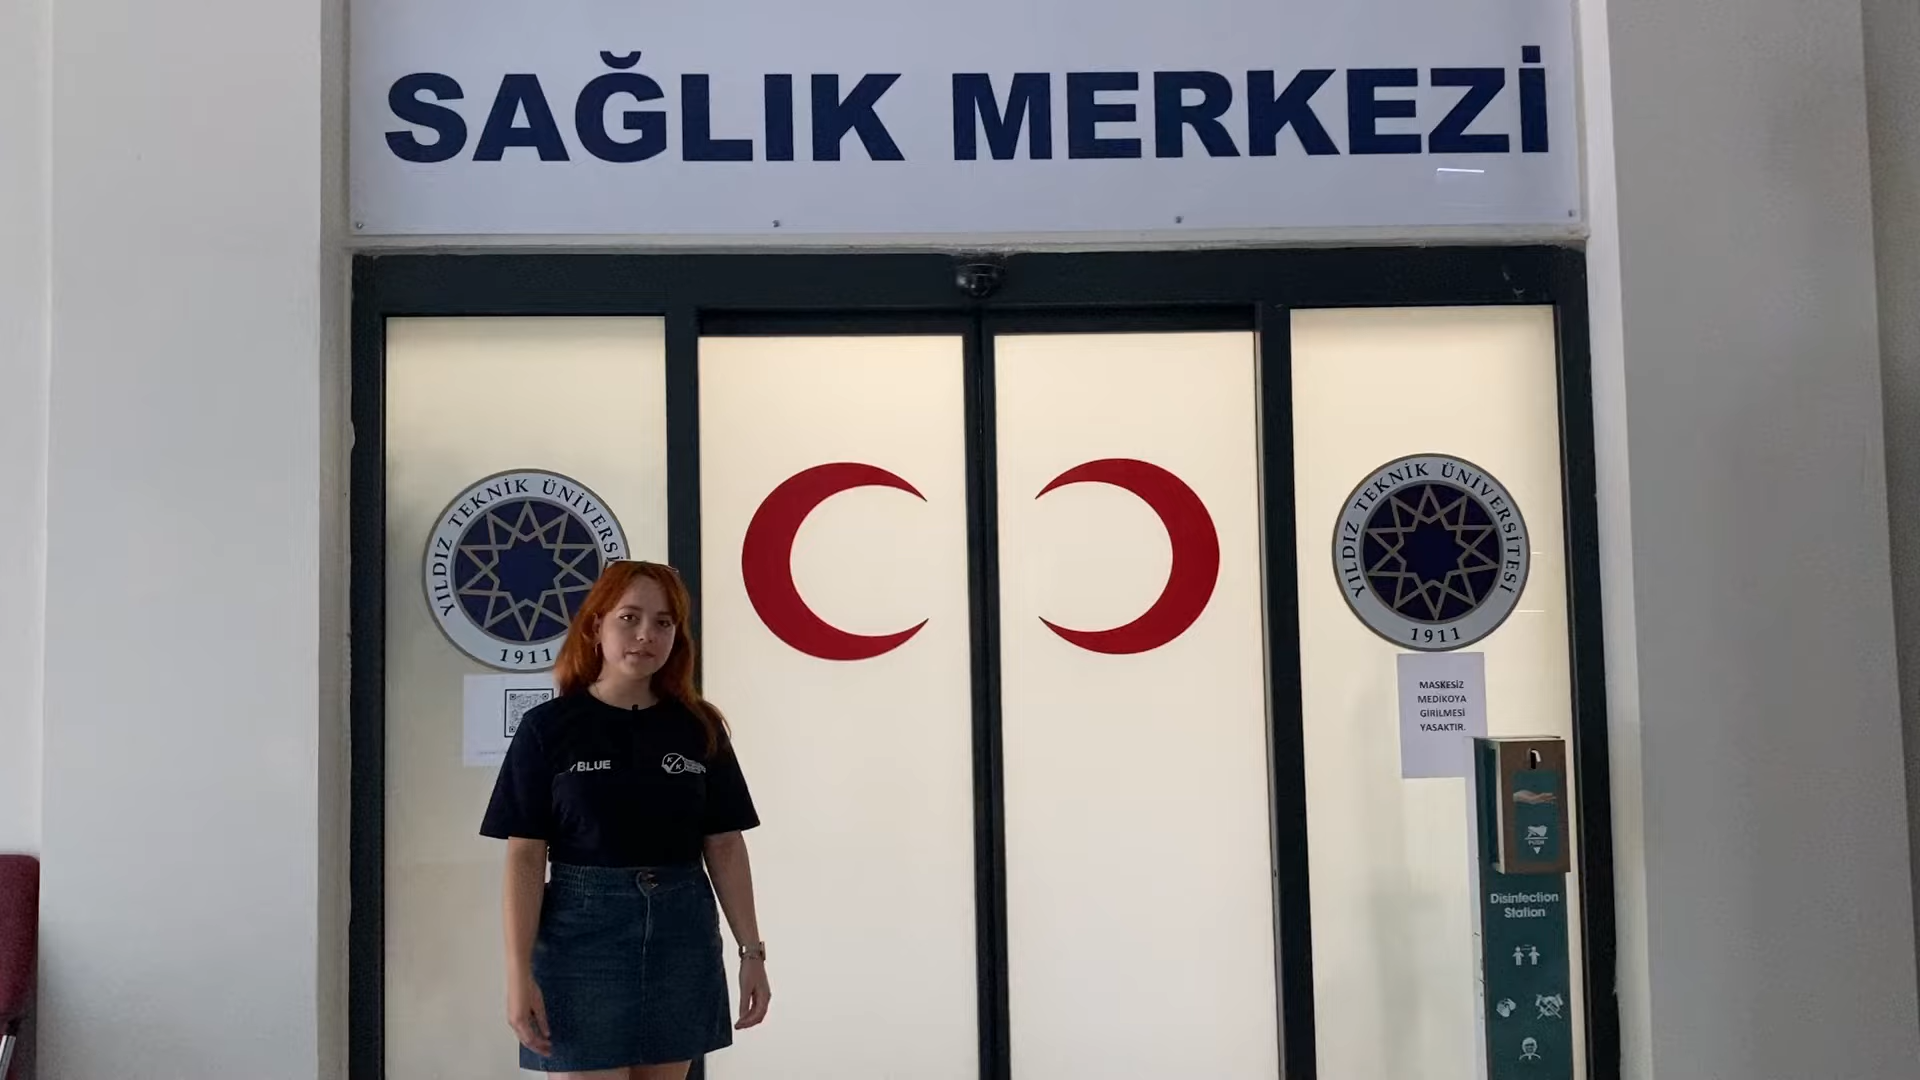 SAĞLIK MERKEZİ
YILDIZ TEKNİK ÜNİVERSİ
1911
YILDIZ TEKNİK ÜNİVERSİTESİ
1911
BLUE
MASKESİZ
MEDİKOYA
GİRİLMESİ
YASAKTIR.
PUSH
Disinfection
Station